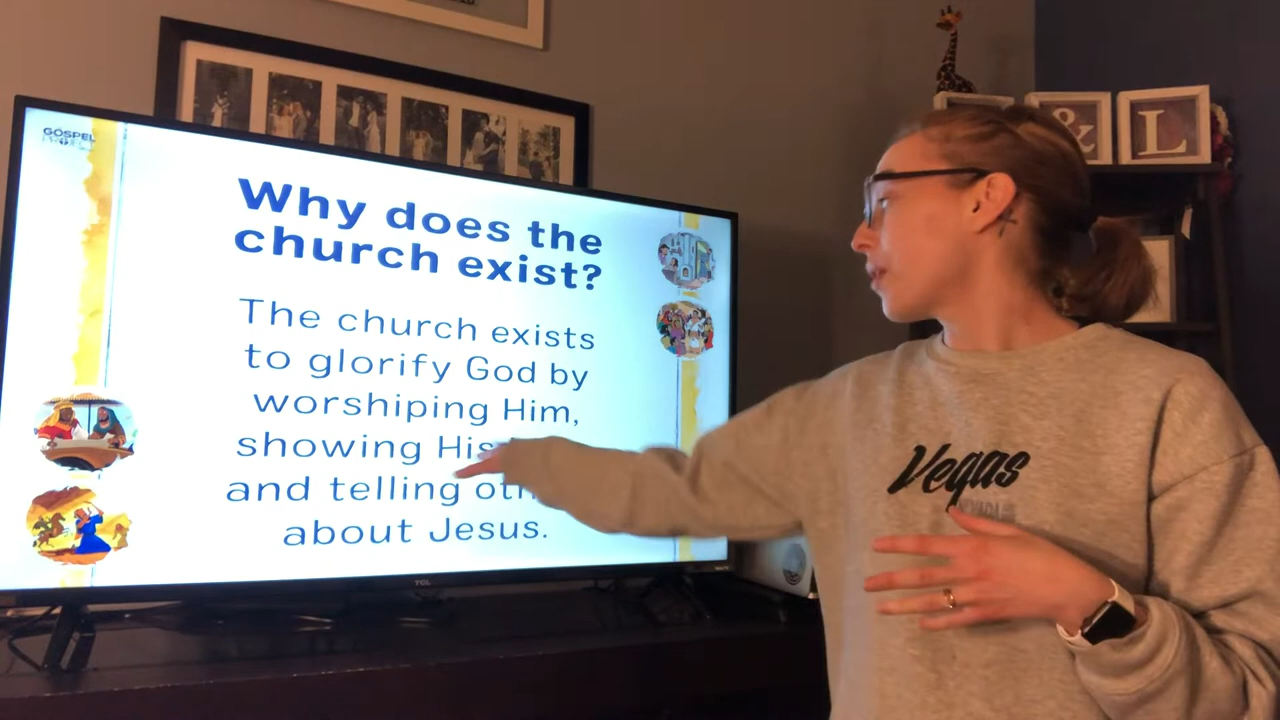 GOSPEL
Why does the
church exist?
The church exists
to glorify God by
worshiping Him,
showing His
and telling
about Jesus.
TCL
& L
Vegas